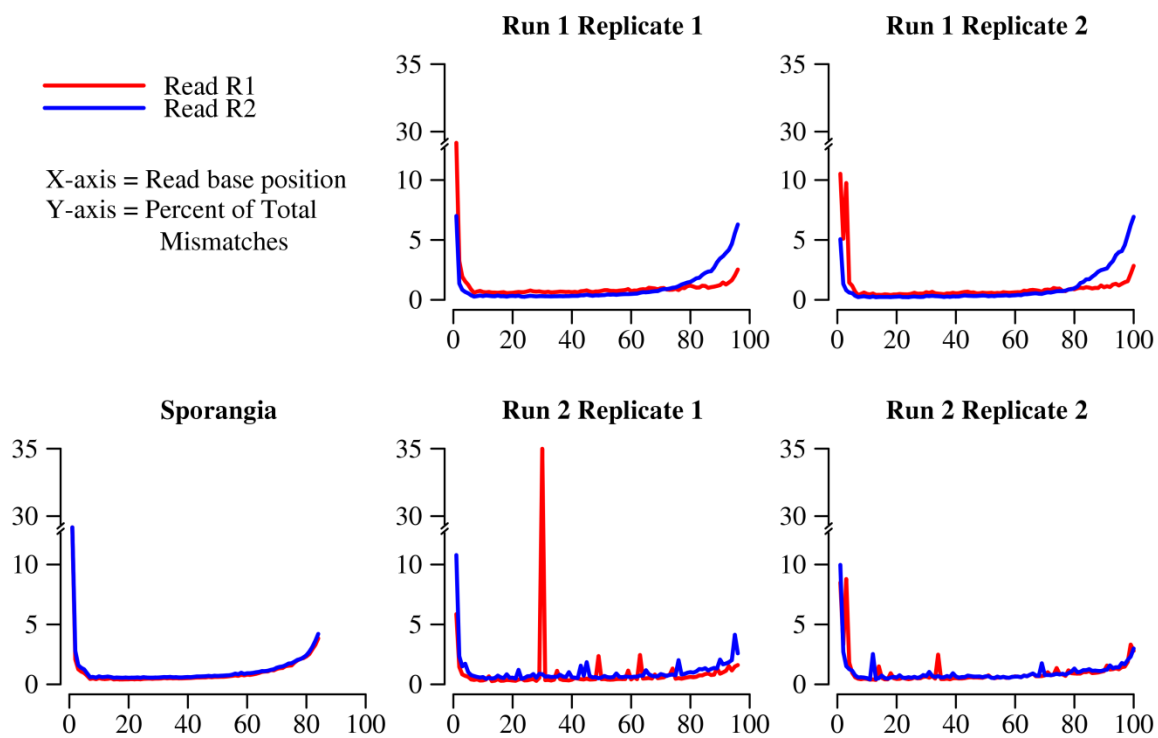 Run 1 Replicate 1
Run 1 Replicate 2
Read R1
Read R2
X-axis = Read base position
Y-axis = Percent of Total
Mismatches
35
30
10
5
0
0 20 40 60 80 100
35
30
10
5
0
0 20 40 60 80 100
Sporangia
Run 2 Replicate 1
Run 2 Replicate 2
35
30
10
5
0
0 20 40 60 80 100
35
30
10
5
0
0 20 40 60 80 100
35
30
10
5
0
0 20 40 60 80 100